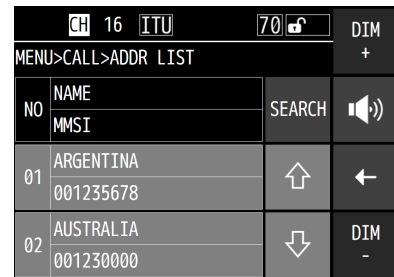 CH 16 ITU 70 DIM
+
MENU>CALL>ADDR LIST
NO NAME SEARCH
MMSI
01 ARGENTINA
001235678
02 AUSTRALIA DIM
001230000 -